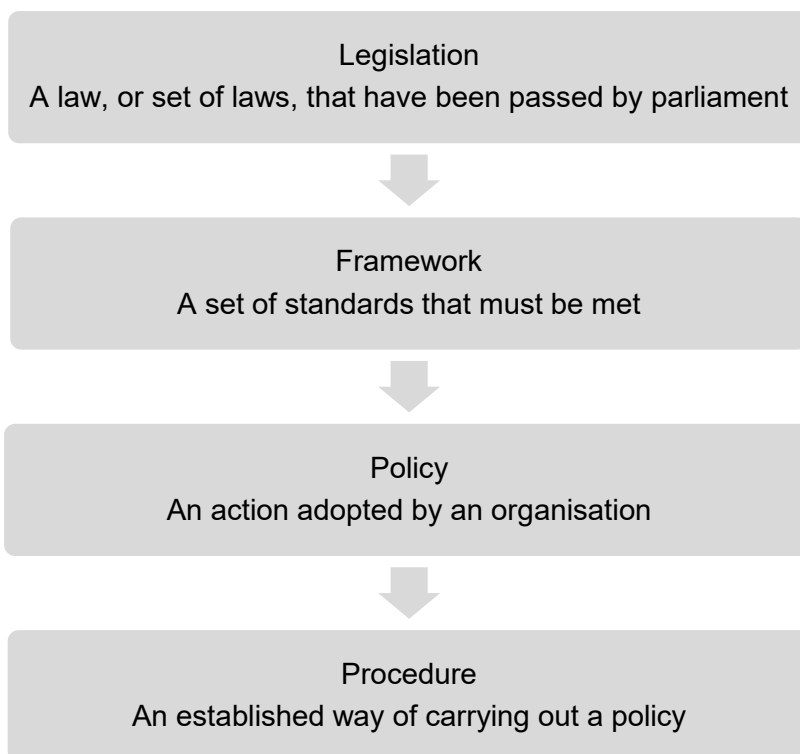 Legislation
A law, or set of laws, that have been passed by parliament
Framework
A set of standards that must be met
Policy
An action adopted by an organisation
Procedure
An established way of carrying out a policy